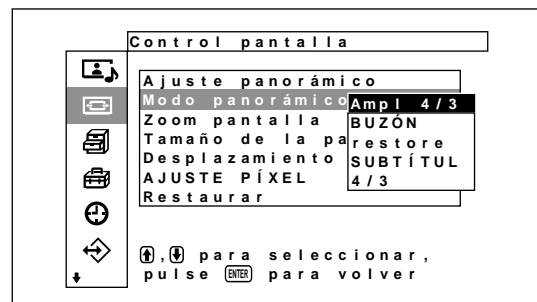 Control pantalla
Ajuste panorámico
Modo panorámico
Ampl 4/3
Zoom pantalla
BUZÓN
Tamaño de la pa
restore
Desplazamiento
SUBTÍTUL
AJUSTE PÍXEL
4/3
Restaurar
, para seleccionar,
pulse ENTER para volver